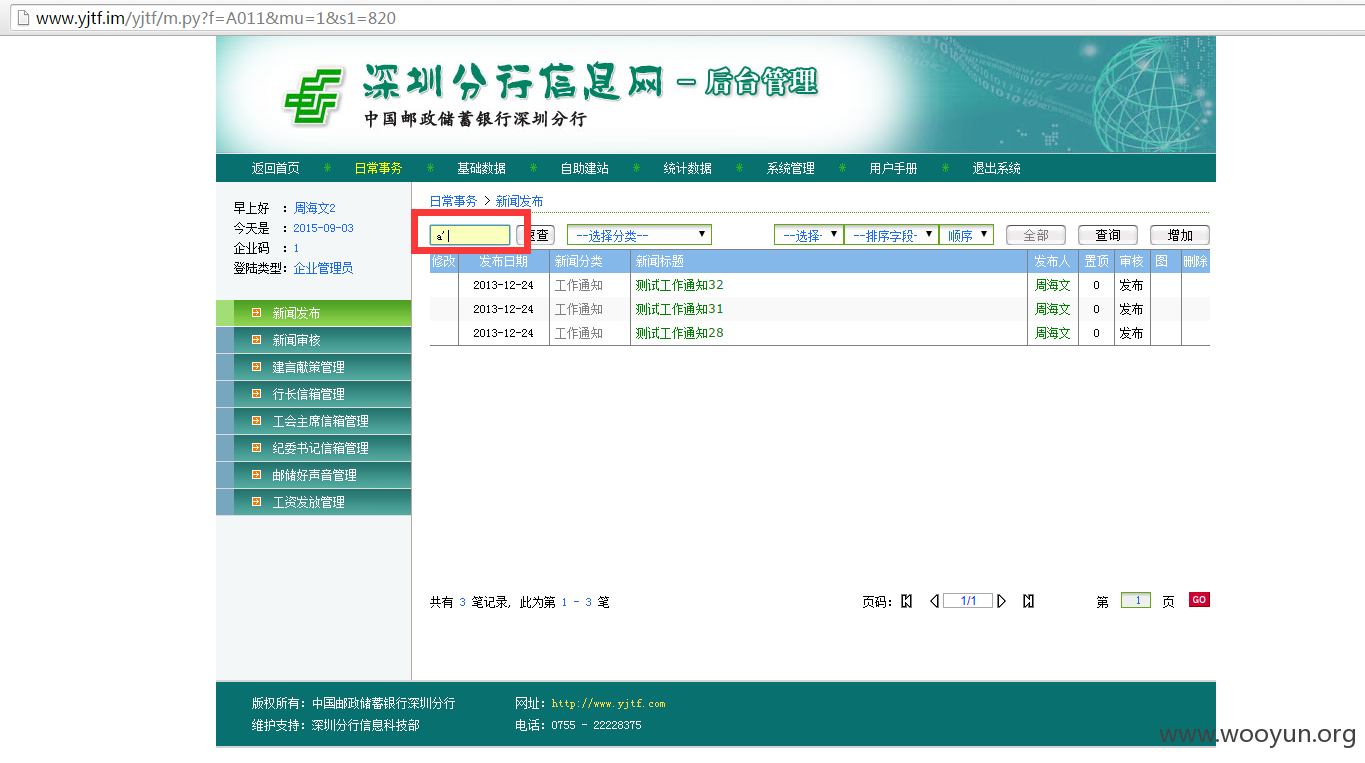 www.yjtf.im/yjtf/m.py?f=A011&mu=1&s1=820
深圳分行信息网－后台管理
中国邮政储蓄银行深圳分行
返回首页 日常事务 基础数据 自助建站 统计数据 系统管理 用户手册 退出系统
早上好 ： 周海文2
今天是 ： 2015-09-03
企业码 ： 1
登陆类型： 企业管理员
新闻发布
新闻审核
建言献策管理
行长信箱管理
工会主席信箱管理
纪委书记信箱管理
邮储好声音管理
工资发放管理
日常事务 > 新闻发布
a'| 查 --选择分类-- --选择- --排序字段- 顺序 全部 查询 增加
修改 发布日期 新闻分类 新闻标题 发布人 置顶 审核 图 删除
2013-12-24 工作通知 测试工作通知32 周海文 0 发布
2013-12-24 工作通知 测试工作通知31 周海文 0 发布
2013-12-24 工作通知 测试工作通知28 周海文 0 发布
共有 3 笔记录, 此为第 1 - 3 笔 页码: 1/1 第 1 页 GO
版权所有: 中国邮政储蓄银行深圳分行 网址: http://www.yjtf.com
维护支持: 深圳分行信息科技部 电话: 0755 - 22228375
www.wooyun.org